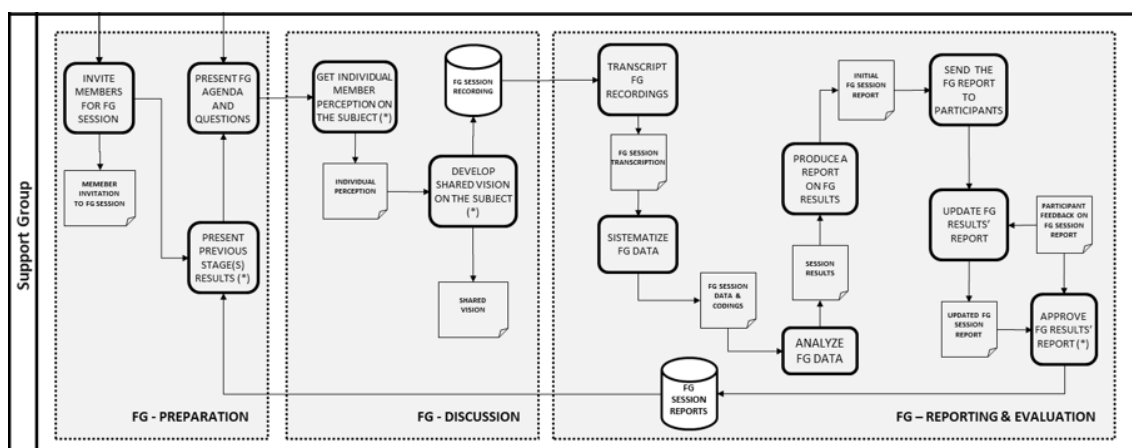 Support Group
INVITE
MEMBERS
FOR FG
SESSION
MEMEBER
INVITATION
TO FG SESSION
PRESENT FG
AGENDA
AND
QUESTIONS
PRESENT
PREVIOUS
STAGE(S)
RESULTS (*)
FG - PREPARATION
GET INDIVIDUAL
MEMBER
PERCEPTION ON
THE SUBJECT (*)
INDIVIDUAL
PERCEPTION
FG SESSION
RECORDING
DEVELOP
SHARED VISION
ON THE SUBJECT
(*)
SHARED
VISION
FG - DISCUSSION
TRANSCRIPT
FG
RECORDINGS
FG SESSION
TRANSCRIPTION
SISTEMATIZE
FG DATA
FG SESSION
DATA &
CODINGS
ANALYZE
FG DATA
SESSION
RESULTS
PRODUCE A
REPORT ON FG
RESULTS
INITIAL
FG SESSION
REPORT
SEND THE
FG REPORT TO
PARTICIPANTS
UPDATE FG
RESULTS'
REPORT
PARTICIPANT
FEEDBACK ON
FG SESSION
REPORT
UPDATED FG
SESSION
REPORT
APPROVE
FG RESULTS'
REPORT (*)
FG
SESSION
REPORTS
FG – REPORTING & EVALUATION